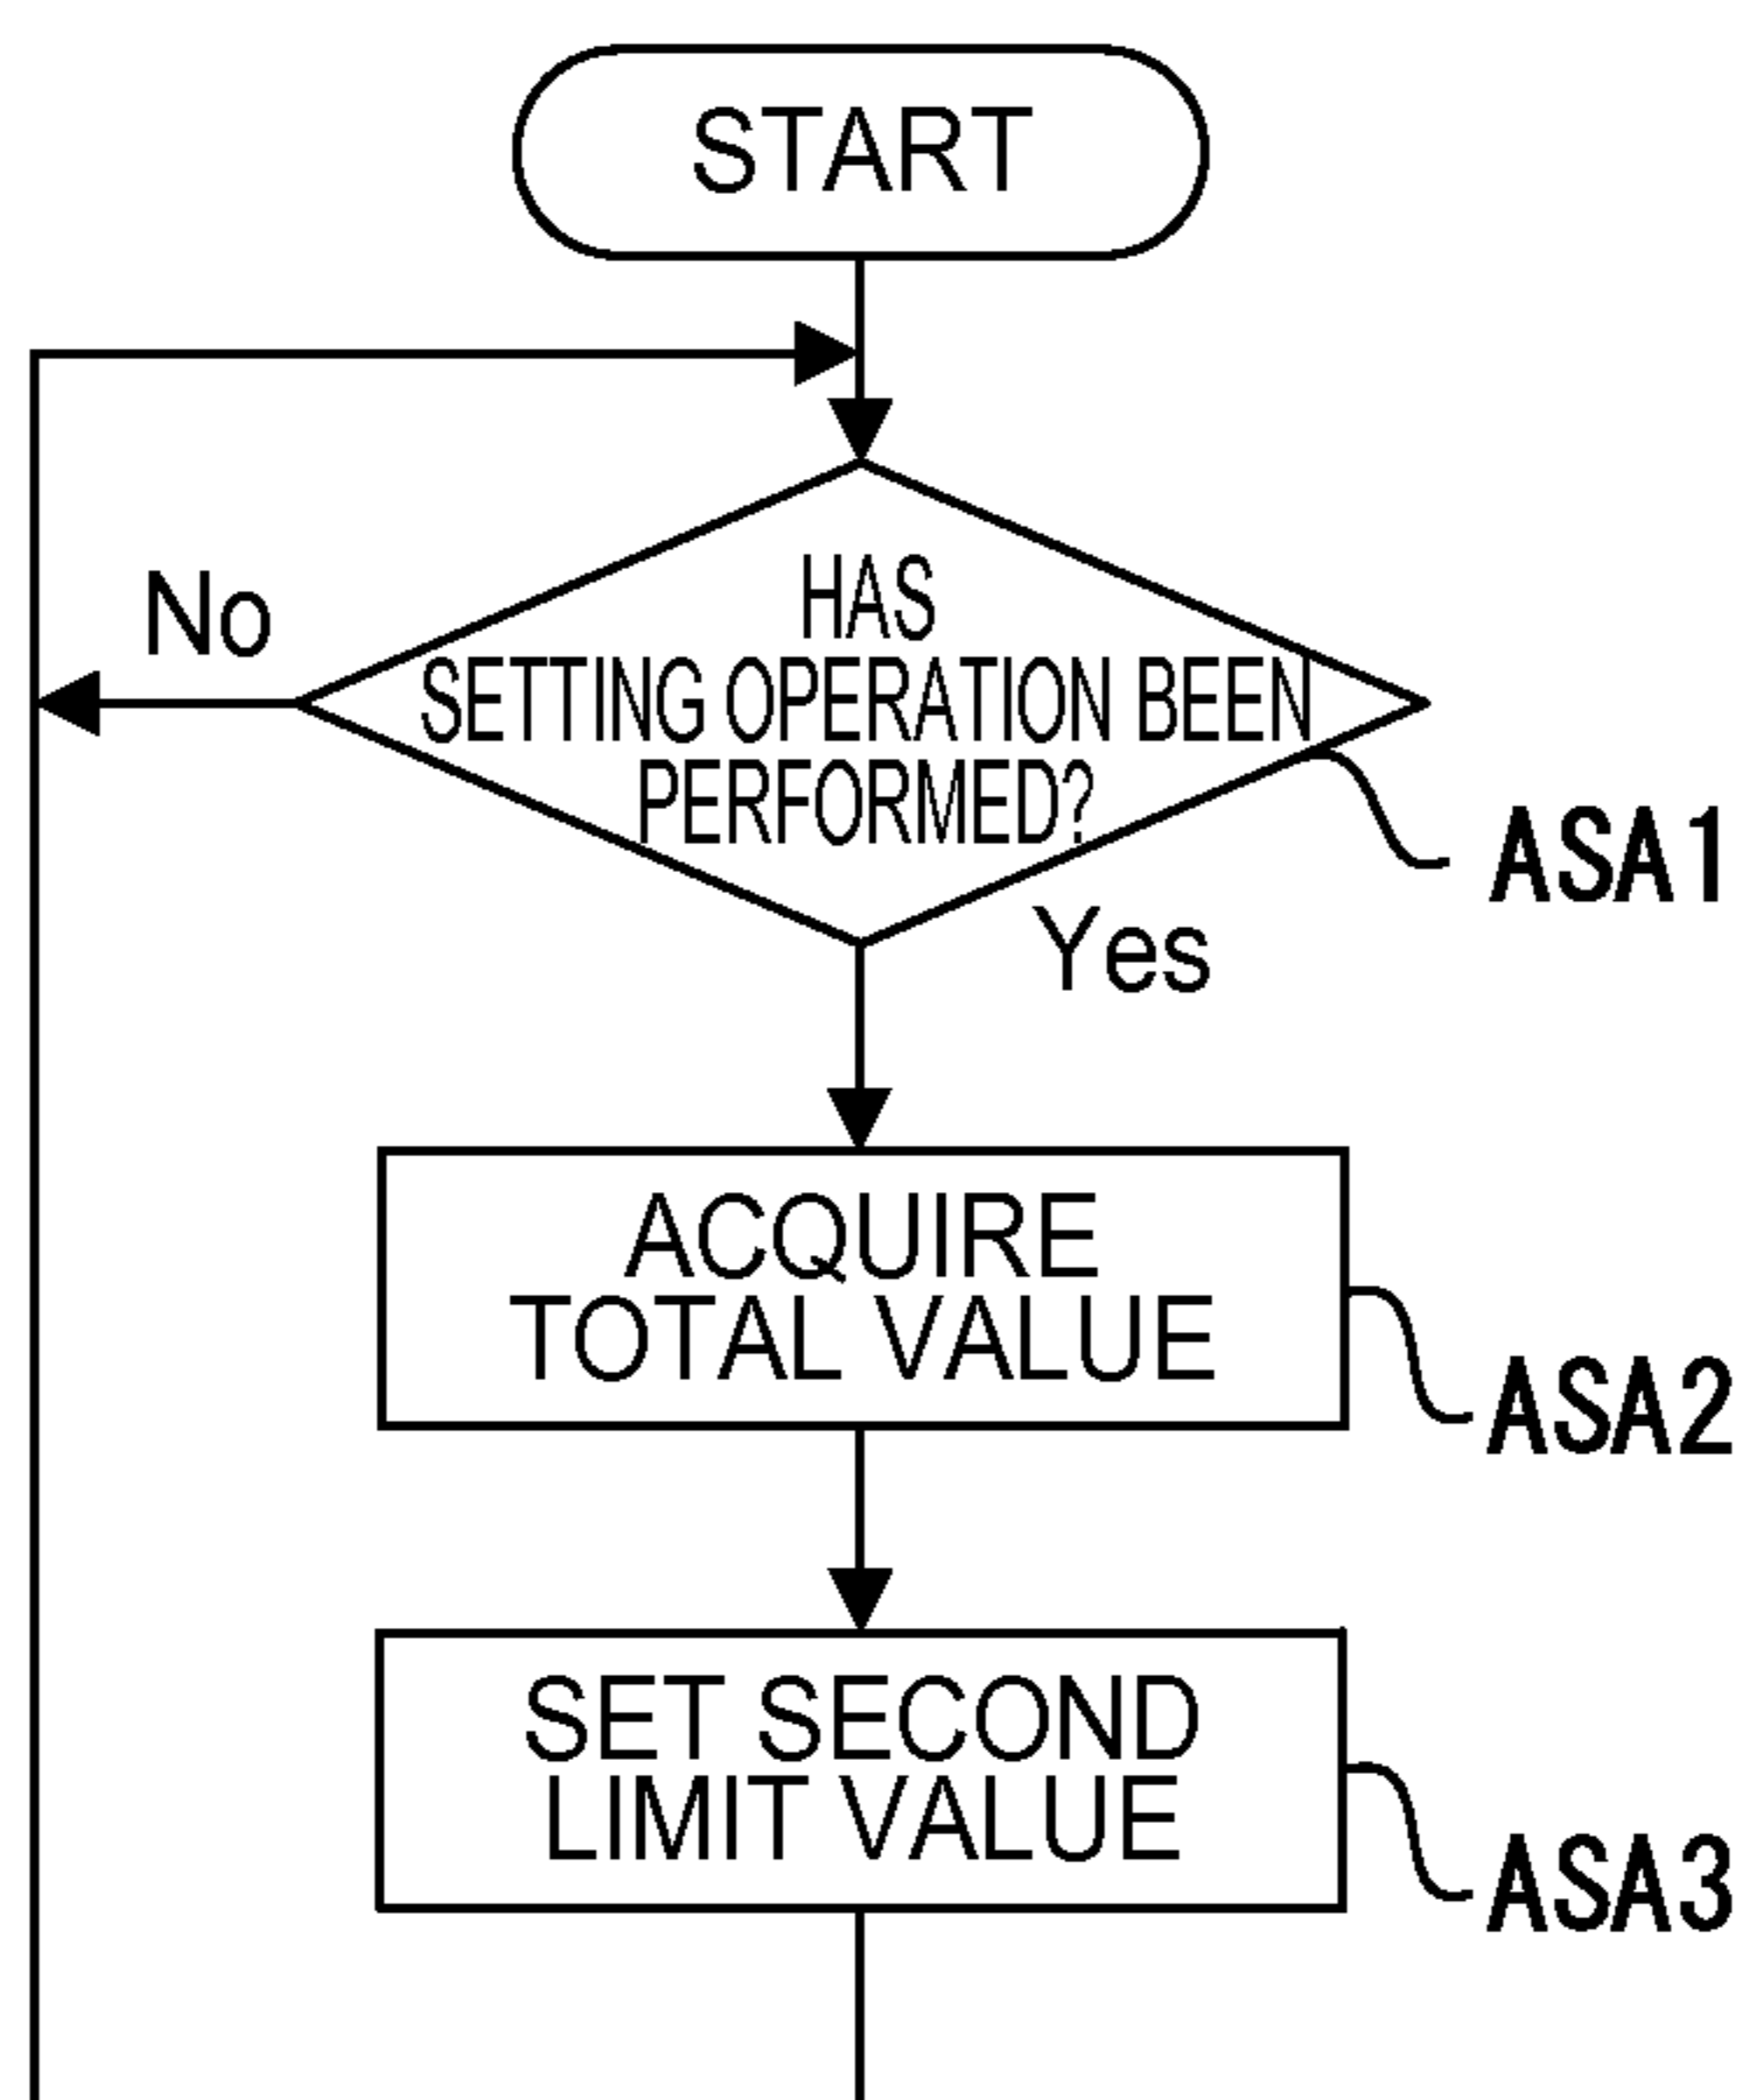 START
No
HAS
SETTING OPERATION BEEN
PERFORMED?
ASA1
Yes
ACQUIRE
TOTAL VALUE
ASA2
SET SECOND
LIMIT VALUE
ASA3